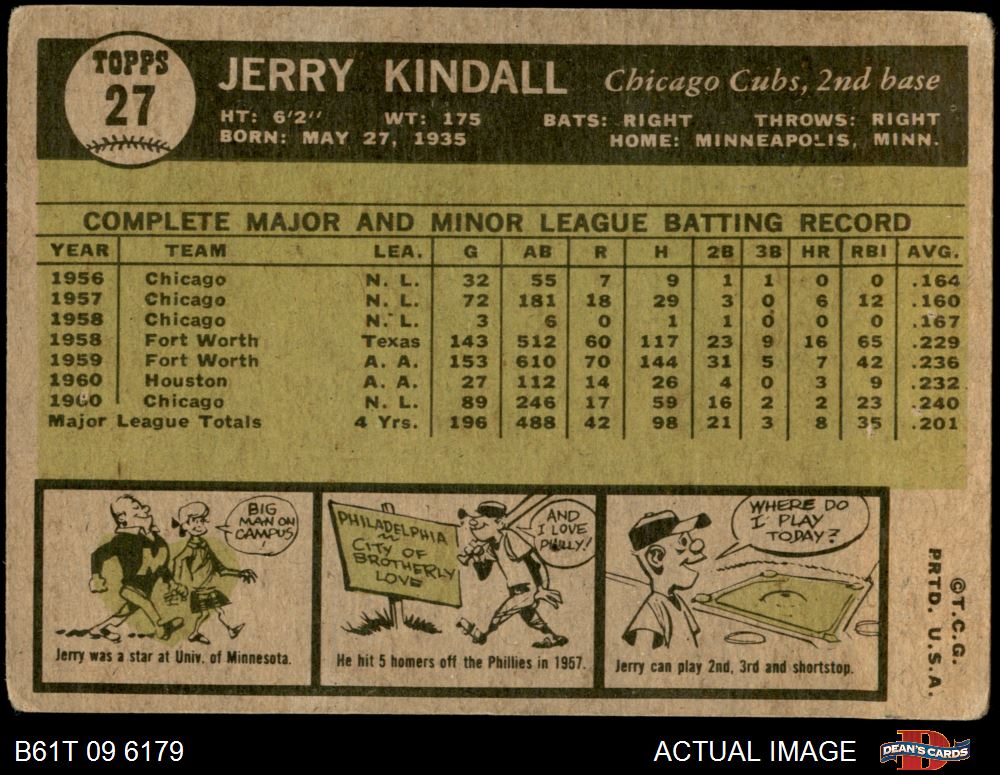 TOPPS
27
JERRY KINDALL Chicago Cubs, 2nd base
HT: 6'2" WT: 175 BATS: RIGHT THROWS: RIGHT
BORN: MAY 27, 1935 HOME: MINNEAPOLIS, MINN.
COMPLETE MAJOR AND MINOR LEAGUE BATTING RECORD
YEAR TEAM LEA. G AB R H 2B 3B HR RBI AVG.
1956 Chicago N. L. 32 55 7 9 1 1 0 0 .164
1957 Chicago N. L. 72 181 18 29 3 0 6 12 .160
1958 Chicago N. L. 3 6 0 1 1 0 0 0 .167
1958 Fort Worth Texas 143 512 60 117 23 9 16 65 .229
1959 Fort Worth A. A. 153 610 70 144 31 5 7 42 .236
1960 Houston A. A. 27 112 14 26 4 0 3 9 .232
1960 Chicago N. L. 89 246 17 59 16 2 2 23 .240
Major League Totals 4 Yrs. 196 488 42 98 21 3 8 35 .201
BIG
MAN ON
CAMPUS!
Jerry was a star at Univ. of Minnesota.
PHILADELPHIA
CITY OF
BROTHERLY
LOVE
AND
I LOVE
PHILLY!
He hit 5 homers off the Phillies in 1957.
WHERE DO
I PLAY
TODAY?
Jerry can play 2nd, 3rd and shortstop.
©T.C.G.
PRTD. U.S.A.
B61T 09 6179 ACTUAL IMAGE DEAN'S CARDS